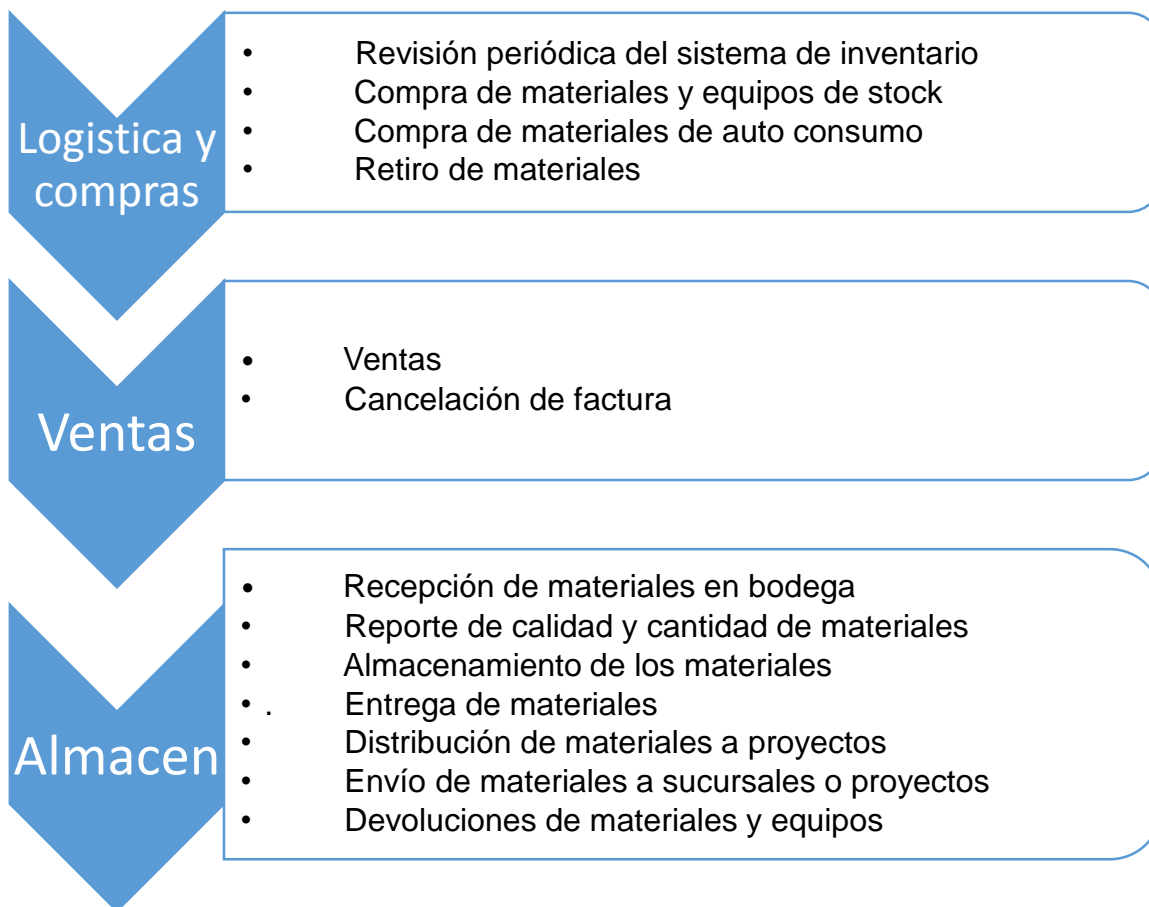 Logistica y
compras
• Revisión periódica del sistema de inventario
• Compra de materiales y equipos de stock
• Compra de materiales de auto consumo
• Retiro de materiales
Ventas
• Ventas
• Cancelación de factura
Almacen
• Recepción de materiales en bodega
• Reporte de calidad y cantidad de materiales
• Almacenamiento de los materiales
• . Entrega de materiales
• Distribución de materiales a proyectos
• Envío de materiales a sucursales o proyectos
• Devoluciones de materiales y equipos